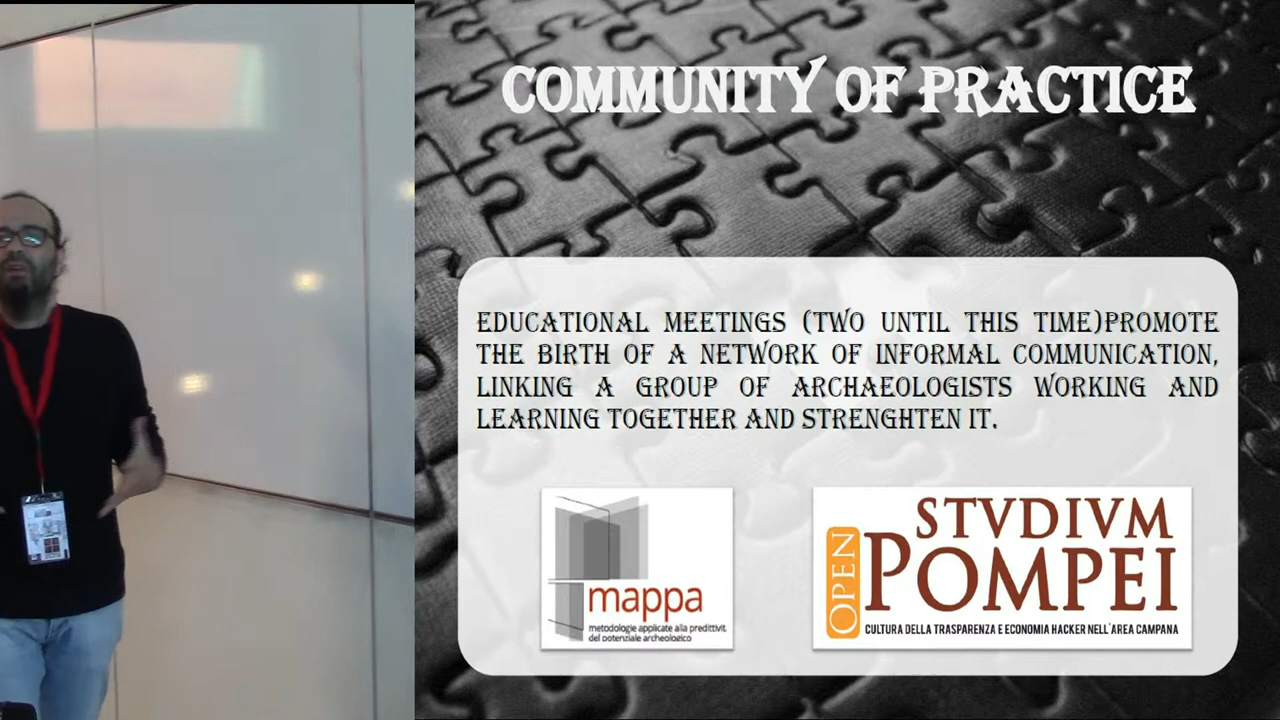 COMMUNITY OF PRACTICE
EDUCATIONAL MEETINGS (TWO UNTIL THIS TIME)PROMOTE
THE BIRTH OF A NETWORK OF INFORMAL COMMUNICATION,
LINKING A GROUP OF ARCHAEOLOGISTS WORKING AND
LEARNING TOGETHER AND STRENGHTEN IT.
mappa
metodologie applicate alla predittivit
del potenziale archeologico
OPEN
STVDIVM
POMPEI
CULTURA DELLA TRASPARENZA E ECONOMIA HACKER NELL'AREA CAMPANA